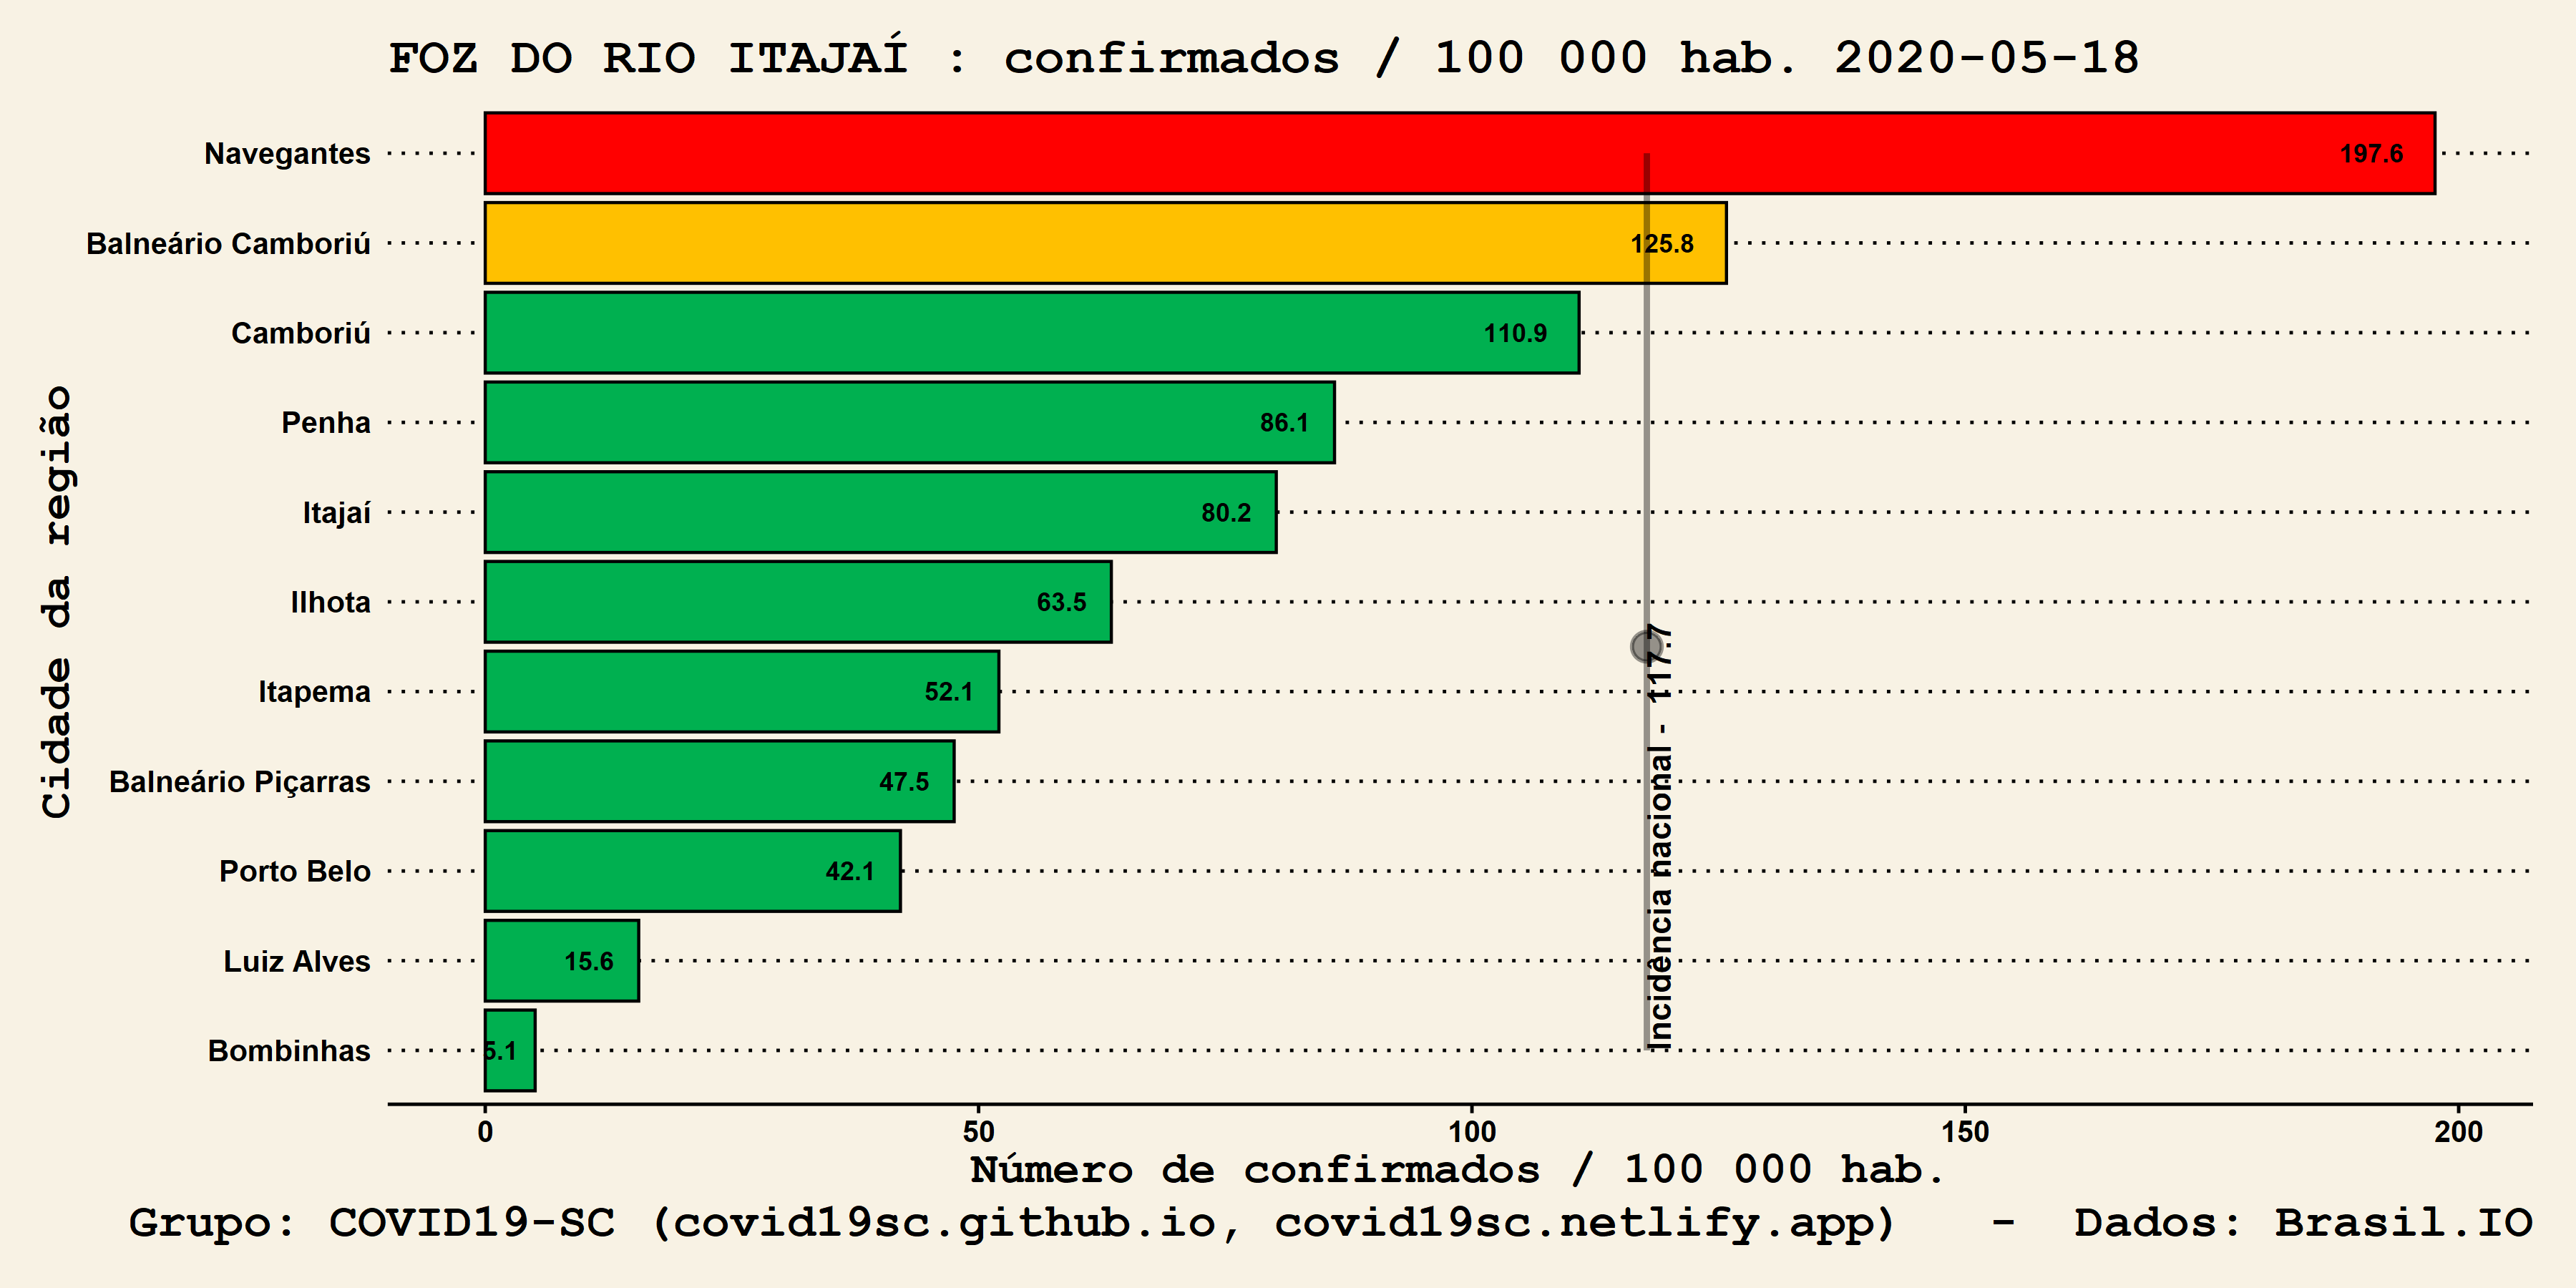 FOZ DO RIO ITAJAÍ : confirmados / 100 000 hab. 2020-05-18
Cidade da região
Navegantes 197.6
Balneário Camboriú 125.8
Camboriú 110.9
Penha 86.1
Itajaí 80.2
Ilhota 63.5
Itapema 52.1
Balneário Piçarras 47.5
Porto Belo 42.1
Luiz Alves 15.6
Bombinhas 5.1
Incidência nacional - 117.7
0 50 100 150 200
Número de confirmados / 100 000 hab.
Grupo: COVID19-SC (covid19sc.github.io, covid19sc.netlify.app) - Dados: Brasil.IO